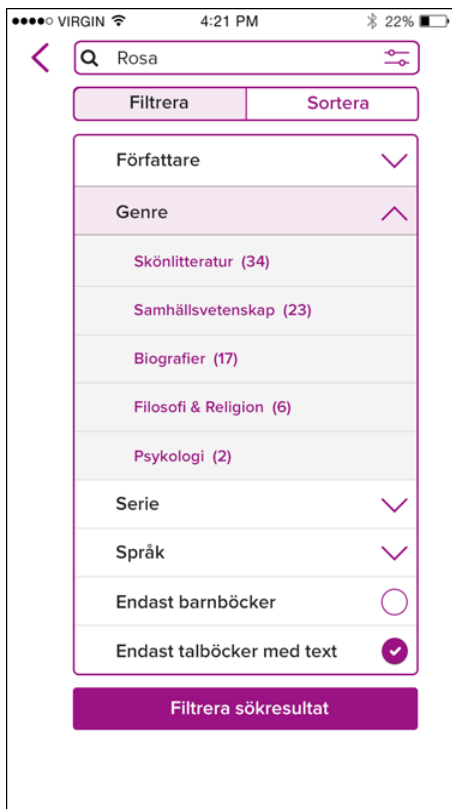 VIRGIN 4:21 PM 22%
Rosa
Filtrera Sortera
Författare
Genre
Skönlitteratur (34)
Samhällsvetenskap (23)
Biografier (17)
Filosofi & Religion (6)
Psykologi (2)
Serie
Språk
Endast barnböcker
Endast talböcker med text
Filtrera sökresultat